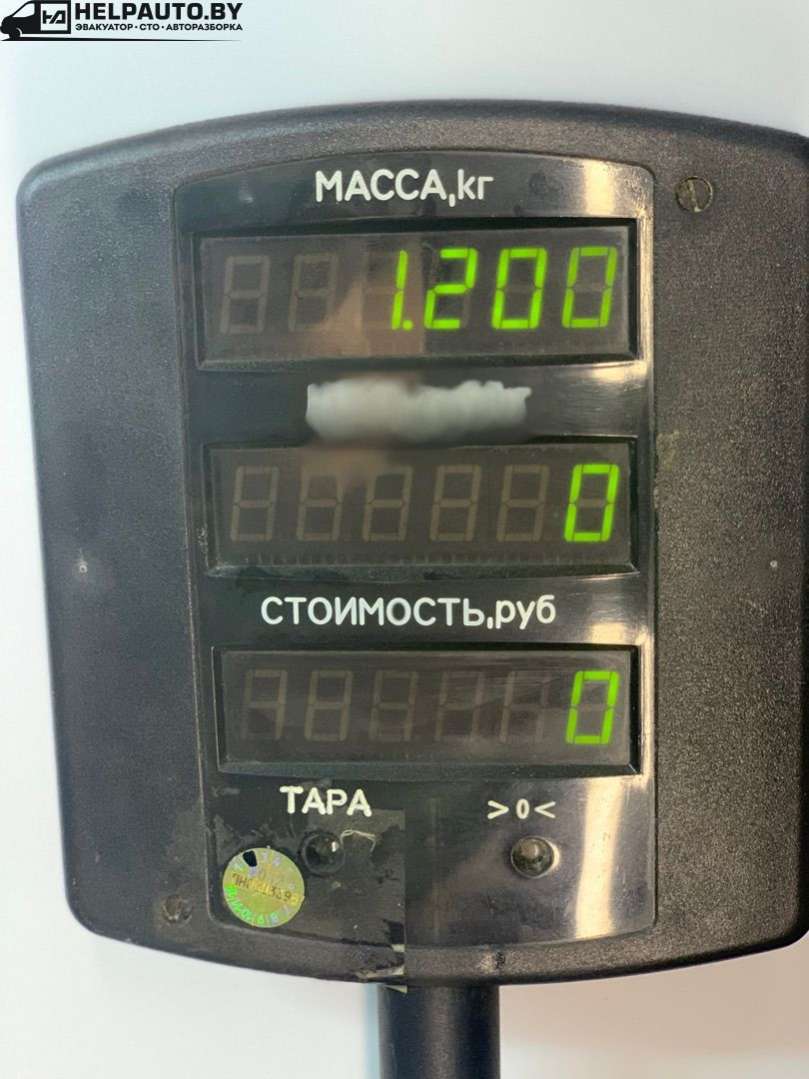 HELPAUTO.BY
ЭВАКУАТОР · СТО · АВТОРАЗБОРКА
МАССА,кг
1.200
0
СТОИМОСТЬ,руб
0
ТАРА >0<